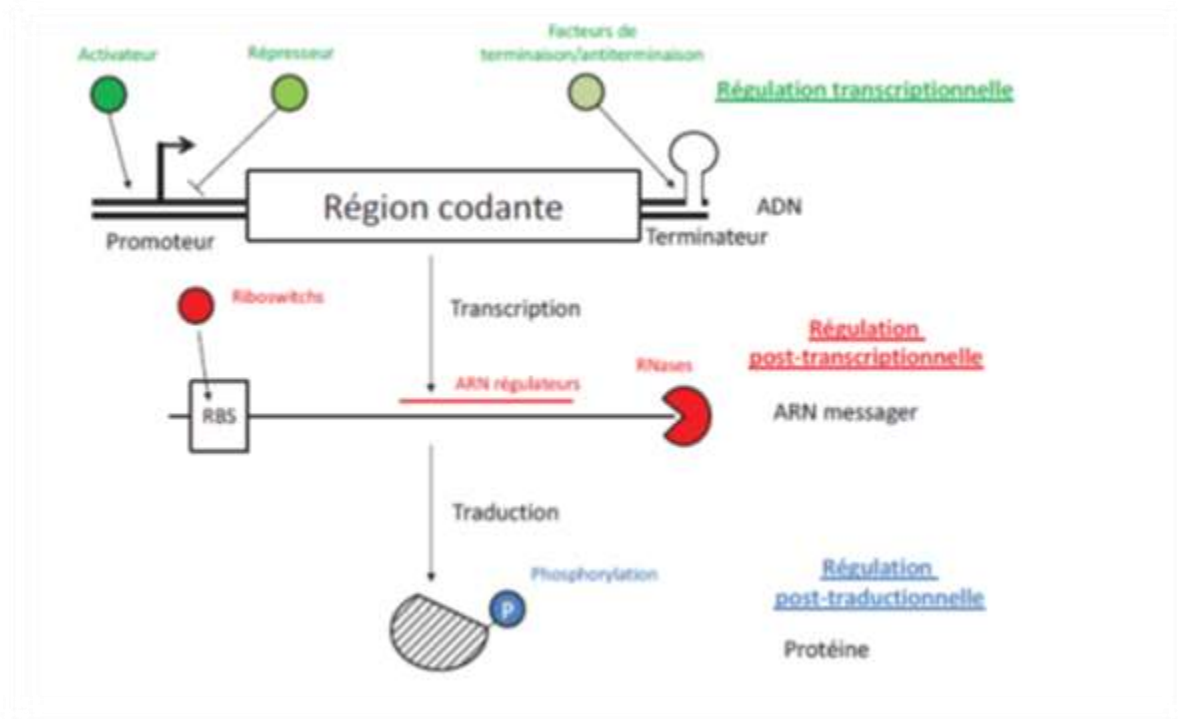 Activateur
Répresseur
Facteurs de
terminaison/antiterminaison
Régulation transcriptionnelle
Région codante
ADN
Promoteur
Terminateur
Riboswitchs
Transcription
Régulation
post-transcriptionnelle
RNases
ARN régulateurs
RBS
ARN messager
Traduction
Phosphorylation
P
Régulation
post-traductionnelle
Protéine